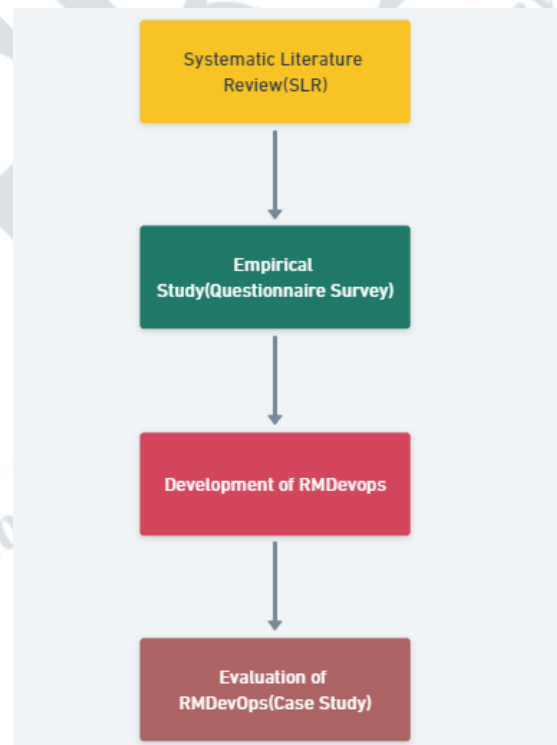 Systematic Literature
Review(SLR)
Empirical
Study(Questionnaire Survey)
Development of RMDevops
Evaluation of
RMDevOps(Case Study)